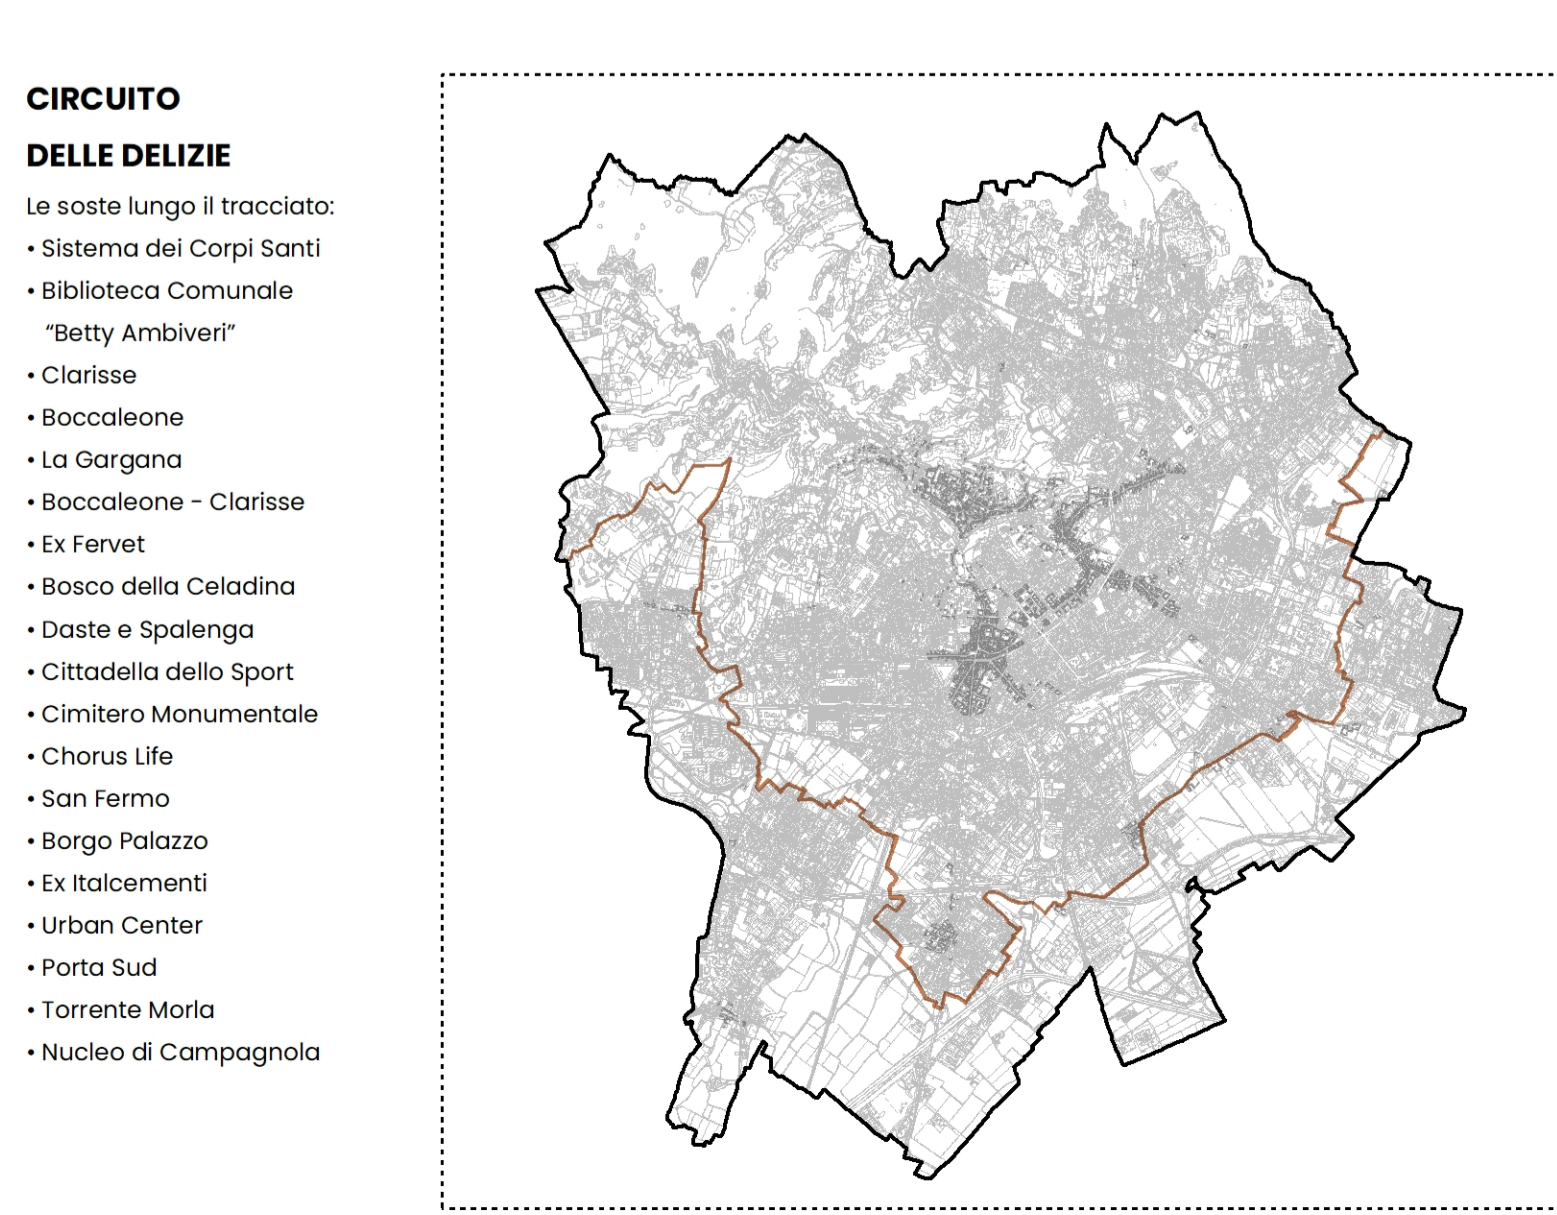 CIRCUITO
DELLE DELIZIE
Le soste lungo il tracciato:
• Sistema dei Corpi Santi
• Biblioteca Comunale
“Betty Ambiveri”
• Clarisse
• Boccaleone
• La Gargana
• Boccaleone - Clarisse
• Ex Fervet
• Bosco della Celadina
• Daste e Spalenga
• Cittadella dello Sport
• Cimitero Monumentale
• Chorus Life
• San Fermo
• Borgo Palazzo
• Ex Italcementi
• Urban Center
• Porta Sud
• Torrente Morla
• Nucleo di Campagnola